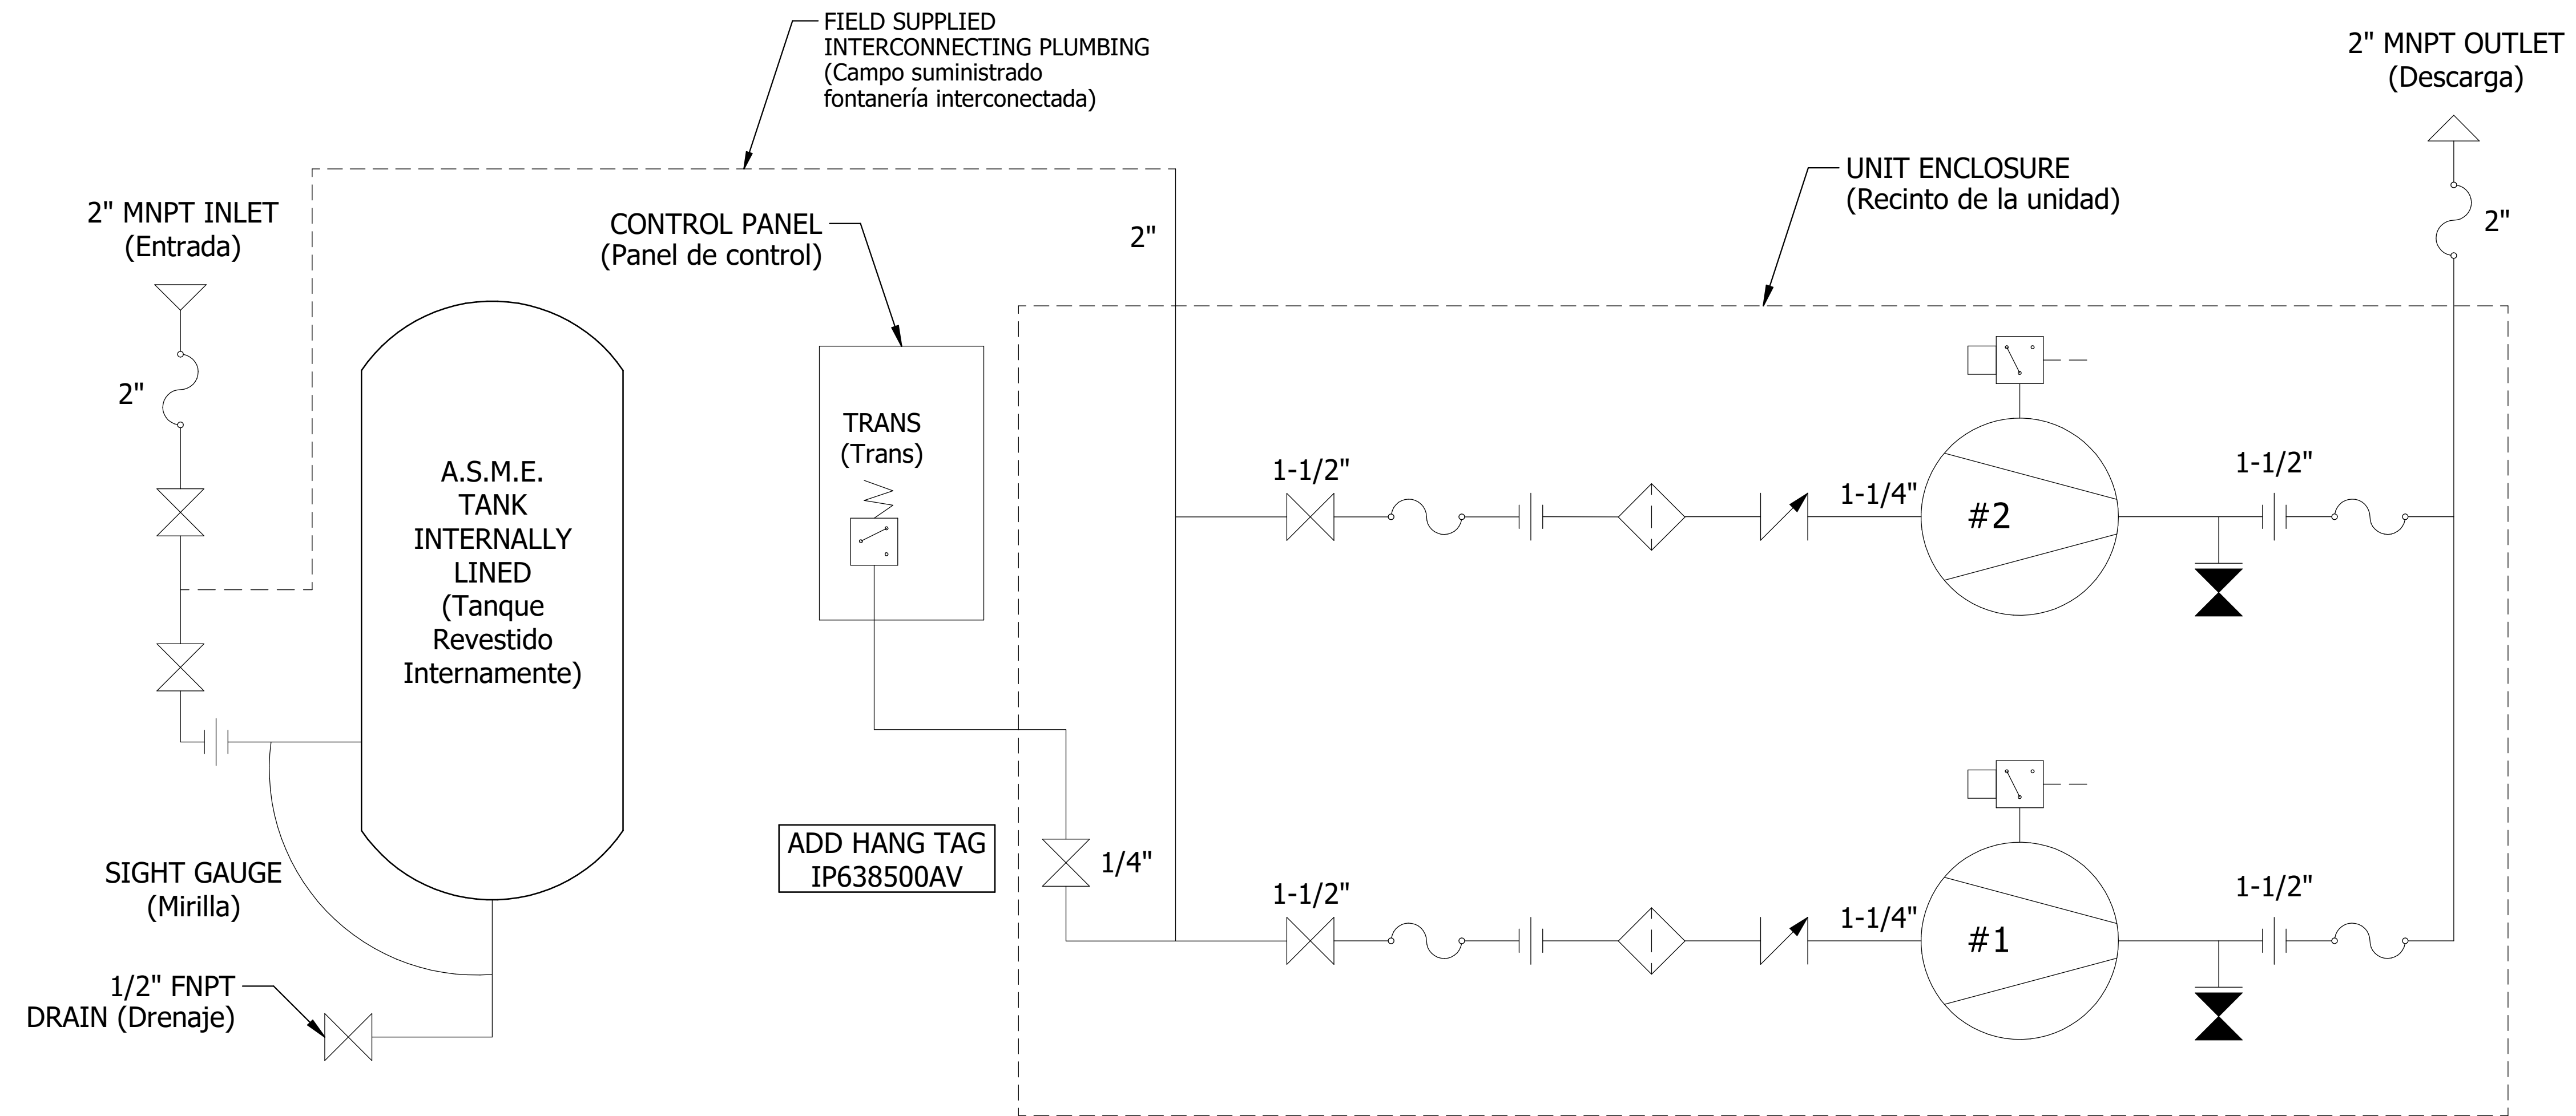 FIELD SUPPLIED
INTERCONNECTING PLUMBING
(Campo suministrado
fontanería interconectada)
2" MNPT OUTLET
(Descarga)
UNIT ENCLOSURE
(Recinto de la unidad)
2" MNPT INLET
(Entrada)
CONTROL PANEL
(Panel de control)
2"
2"
2"
TRANS
(Trans)
A.S.M.E.
TANK
INTERNALLY
LINED
(Tanque
Revestido
Internamente)
1-1/2"
1-1/4"
#2
1-1/2"
ADD HANG TAG
IP638500AV
1/4"
SIGHT GAUGE
(Mirilla)
1-1/2"
1-1/4"
#1
1-1/2"
1/2" FNPT
DRAIN (Drenaje)